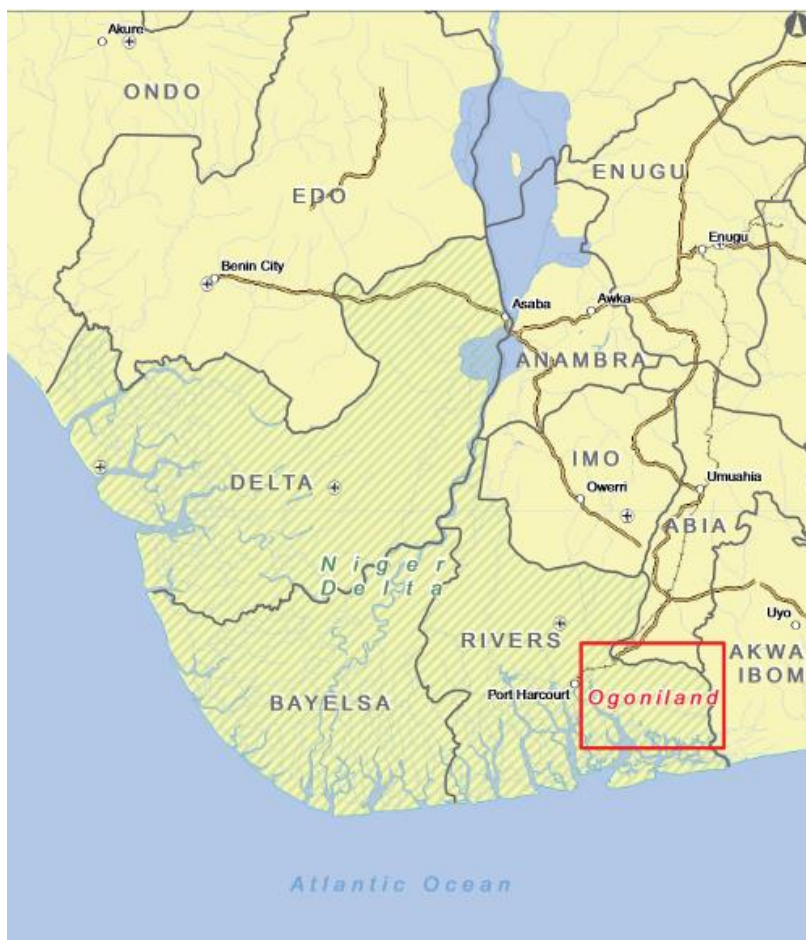 Akure
ONDO
ENUGU
EDO
Enugu
Benin City
Asaba
Awka
ANAMBRA
IMO
DELTA
Owerri
Umuahia
ABIA
Niger
Delta
Uyo
RIVERS
AKWA
IBOM
Port Harcourt
Ogoniland
BAYELSA
Atlantic Ocean